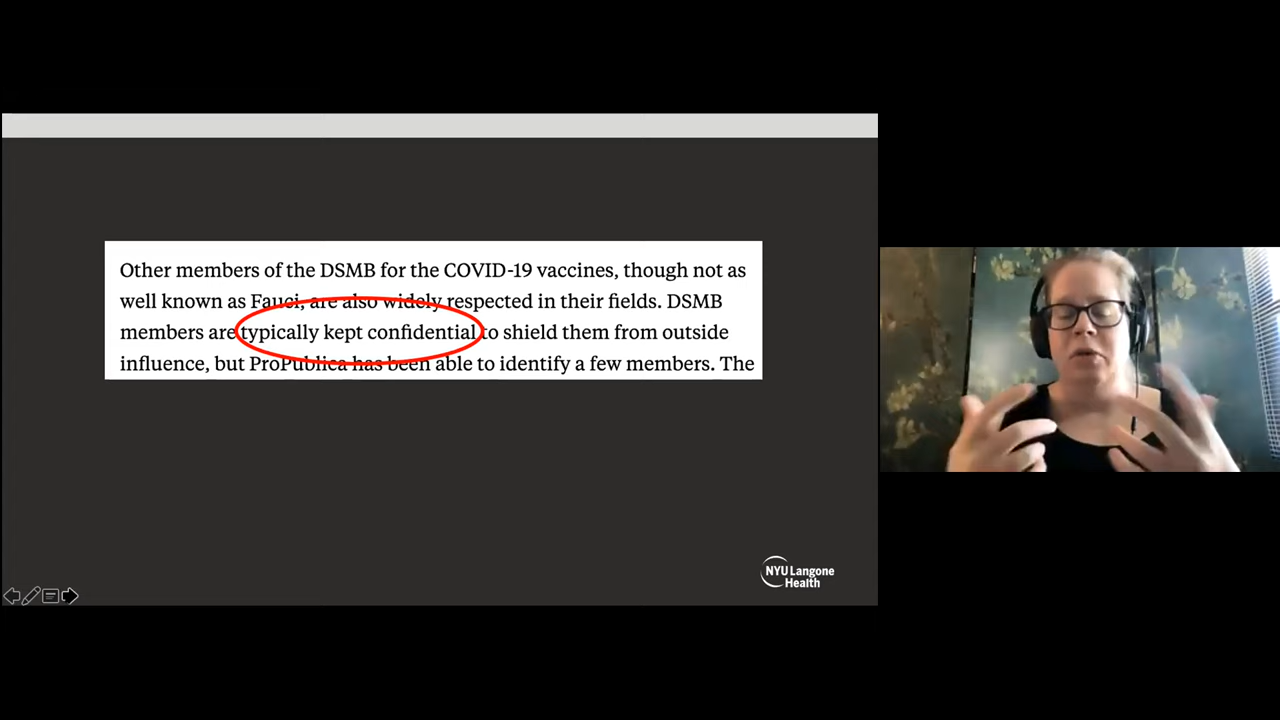 Other members of the DSMB for the COVID-19 vaccines, though not as
well known as Fauci, are also widely respected in their fields. DSMB
members are typically kept confidential to shield them from outside
influence, but ProPublica has been able to identify a few members. The
NYU Langone
Health